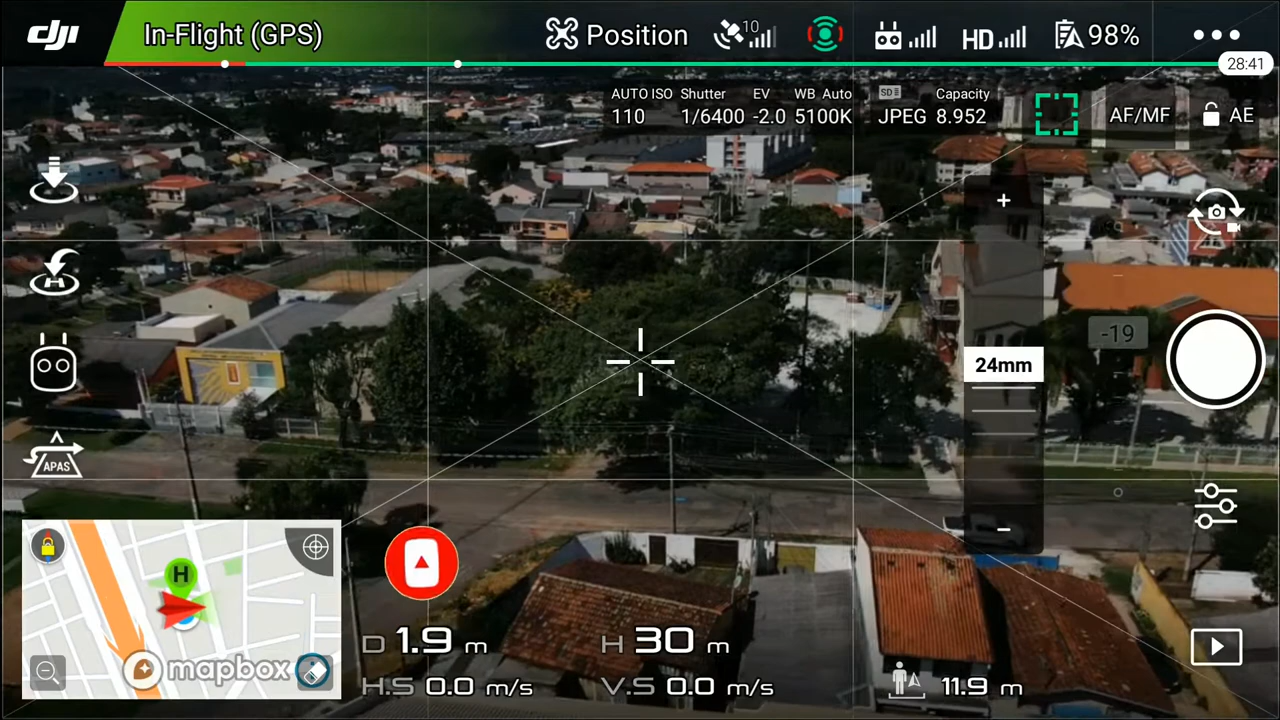 dji In-Flight (GPS) Position 10 HD 98%
28:41
AUTO ISO Shutter EV WB Auto SD Capacity
110 1/6400 -2.0 5100K JPEG 8.952 AF/MF AE
+
-19
24mm
APAS
−
H
D 1.9 m H 30 m
mapbox
H.S 0.0 m/s V.S 0.0 m/s 11.9 m